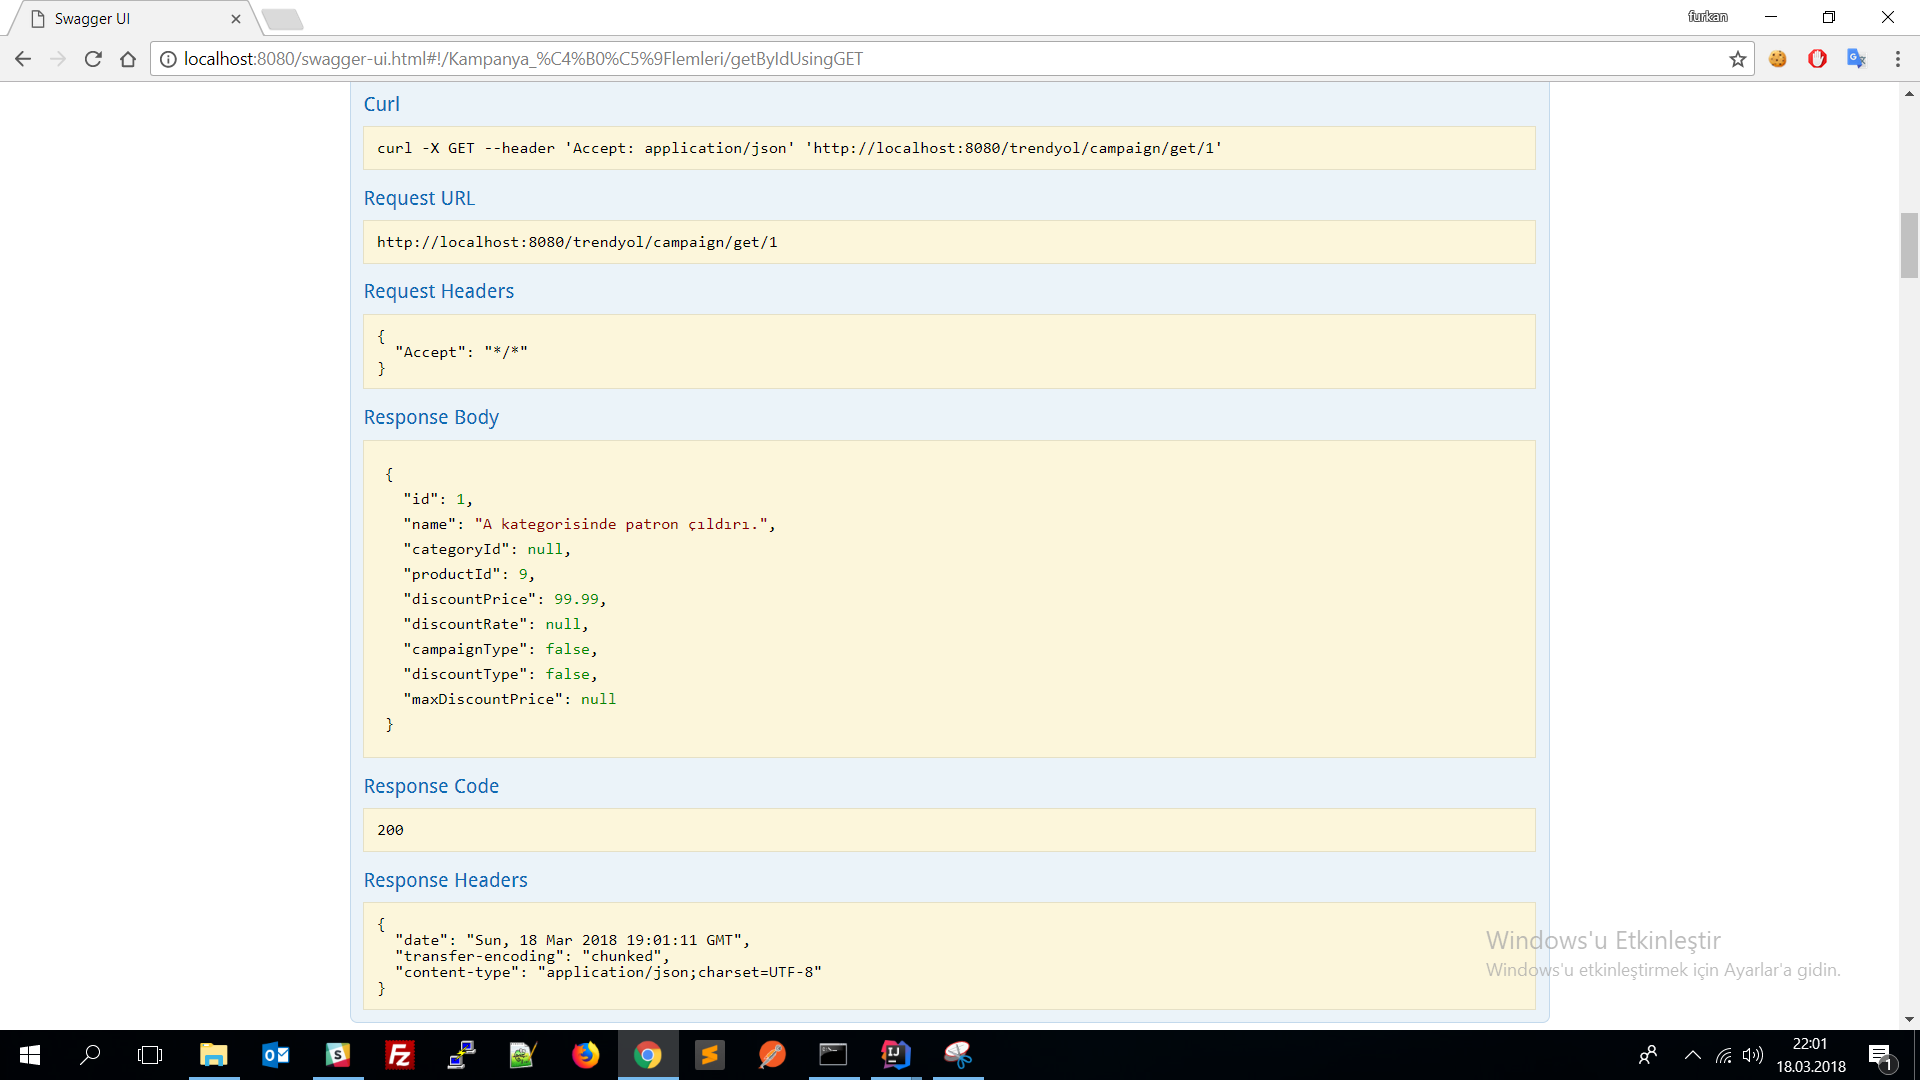 Swagger UI
furkan
localhost:8080/swagger-ui.html#!/Kampanya_%C4%B0%C5%9Flemleri/getByIdUsingGET
Curl
curl -X GET --header 'Accept: application/json' 'http://localhost:8080/trendyol/campaign/get/1'
Request URL
http://localhost:8080/trendyol/campaign/get/1
Request Headers
{
"Accept": "*/*"
}
Response Body
{
"id": 1,
"name": "A kategorisinde patron çıldırı.",
"categoryId": null,
"productId": 9,
"discountPrice": 99.99,
"discountRate": null,
"campaignType": false,
"discountType": false,
"maxDiscountPrice": null
}
Response Code
200
Response Headers
{
"date": "Sun, 18 Mar 2018 19:01:11 GMT",
"transfer-encoding": "chunked",
"content-type": "application/json;charset=UTF-8"
}
Windows'u Etkinleştir
Windows'u etkinleştirmek için Ayarlar'a gidin.
22:01
18.03.2018
1